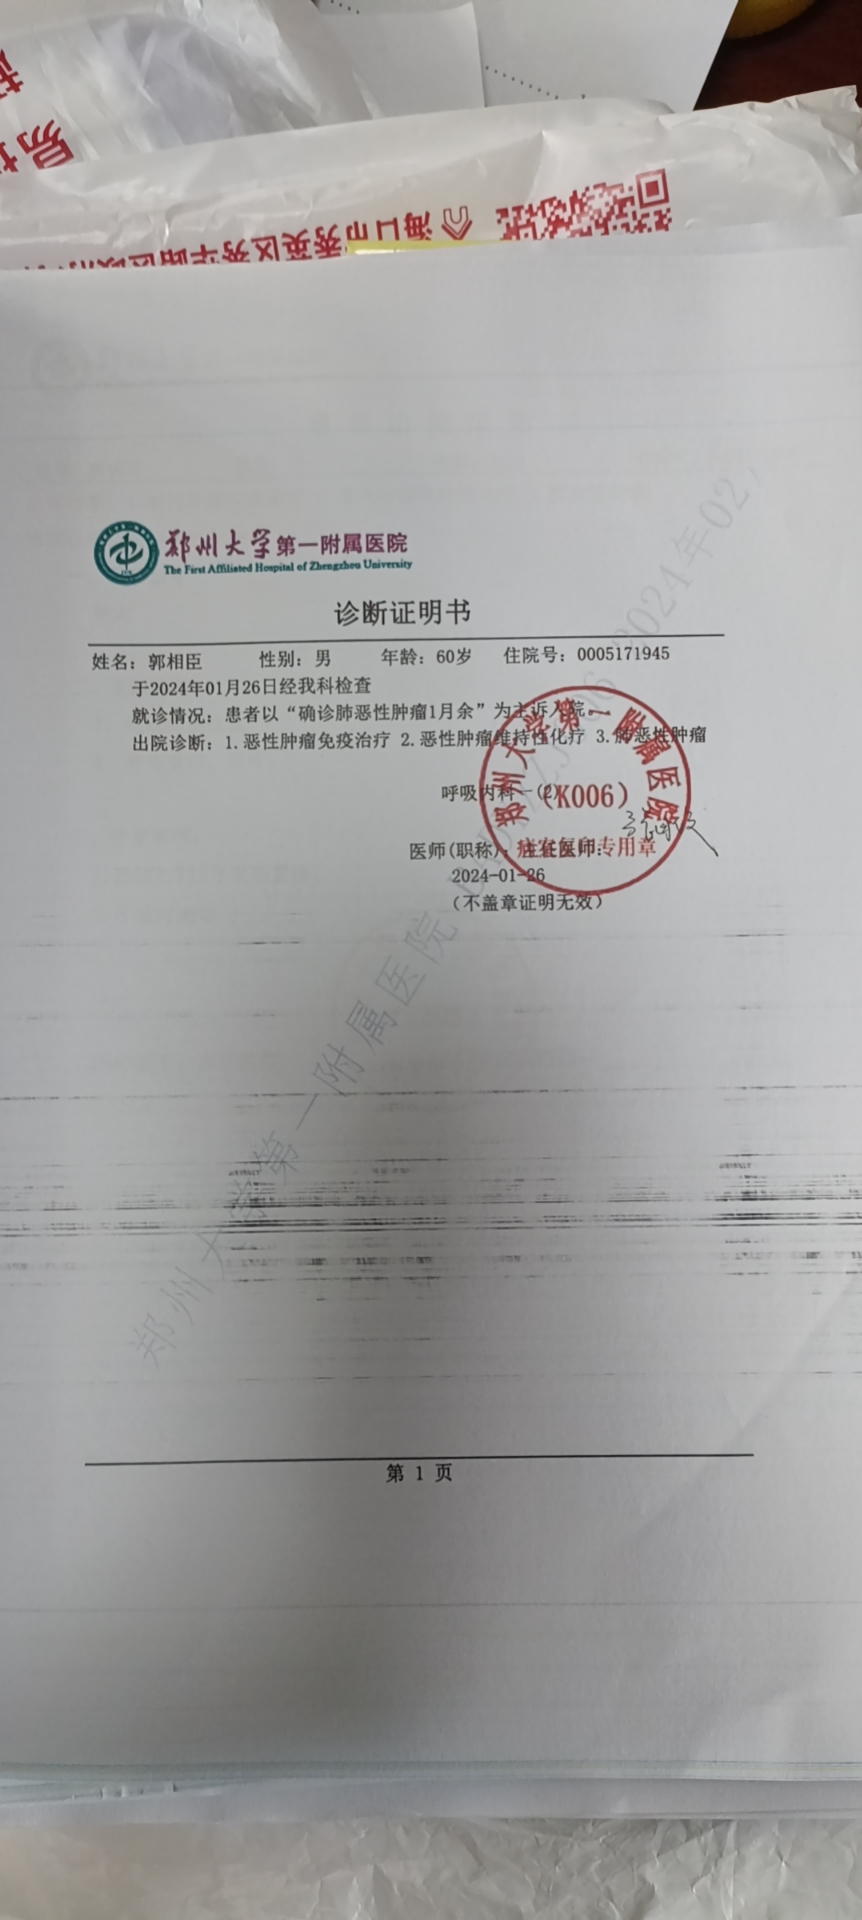 海口市秀英区秀华路
郑州大学第一附属医院
The First Affiliated Hospital of Zhengzhou University
诊断证明书
姓名：郭相臣 性别：男 年龄：60岁 住院号：0005171945
于2024年01月26日经我科检查
就诊情况：患者以“确诊肺恶性肿瘤1月余”为主诉入院。
出院诊断：1.恶性肿瘤免疫治疗 2.恶性肿瘤维持性化疗 3.肺恶性肿瘤
呼吸内科一(2)
医师(职称)：主任医师：
2024-01-26
（不盖章证明无效）
郑州大学第一附属医院
(K006)
病案复印专用章
郑州大学第一附属医院
2024年02
第 1 页